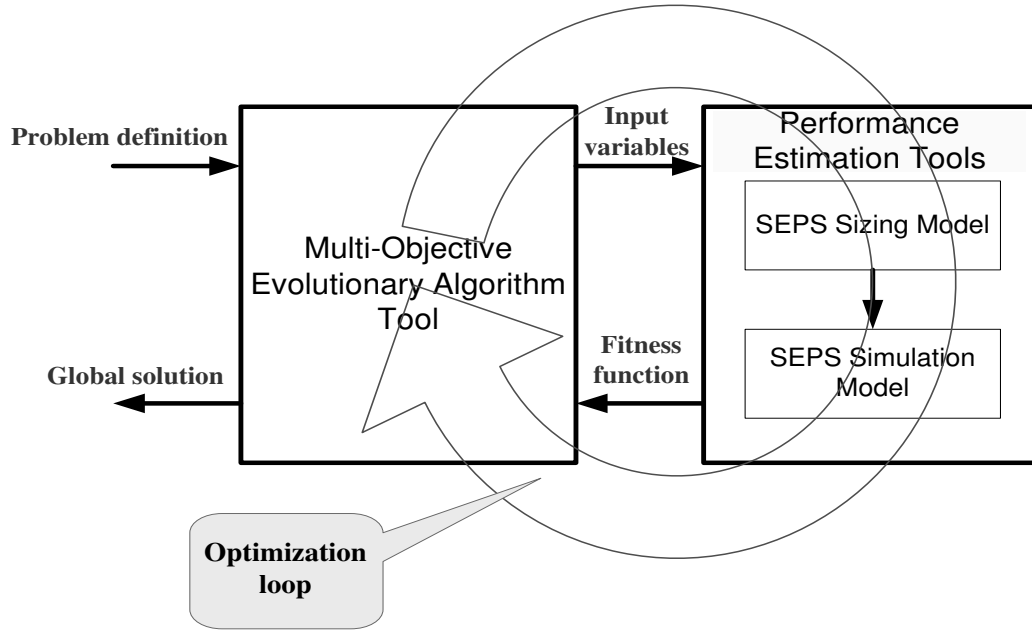 Problem definition
Global solution
Multi-Objective
Evolutionary Algorithm
Tool
Input
variables
Fitness
function
Performance
Estimation Tools
SEPS Sizing Model
SEPS Simulation
Model
Optimization
loop